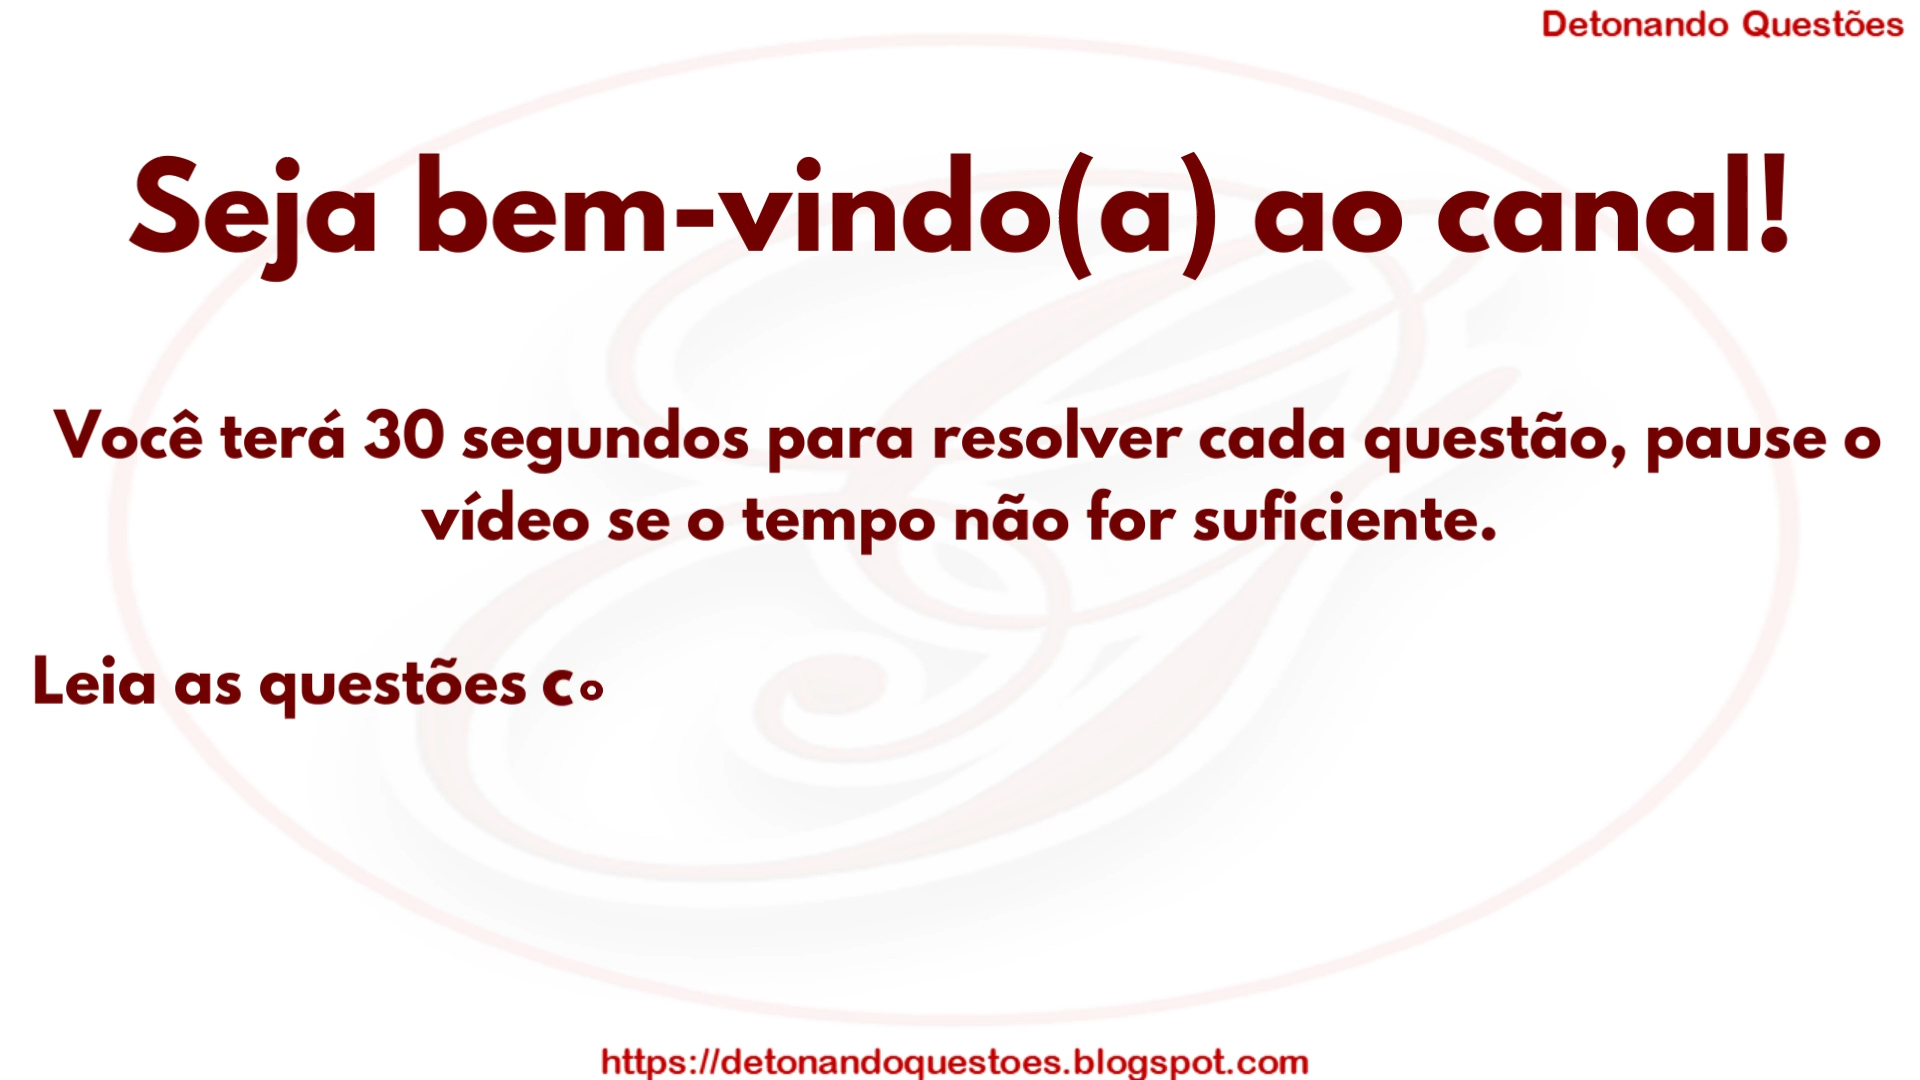 Detonando Questões
Seja bem-vindo(a) ao canal!
Você terá 30 segundos para resolver cada questão, pause o
vídeo se o tempo não for suficiente.
Leia as questões co
https://detonandoquestoes.blogspot.com